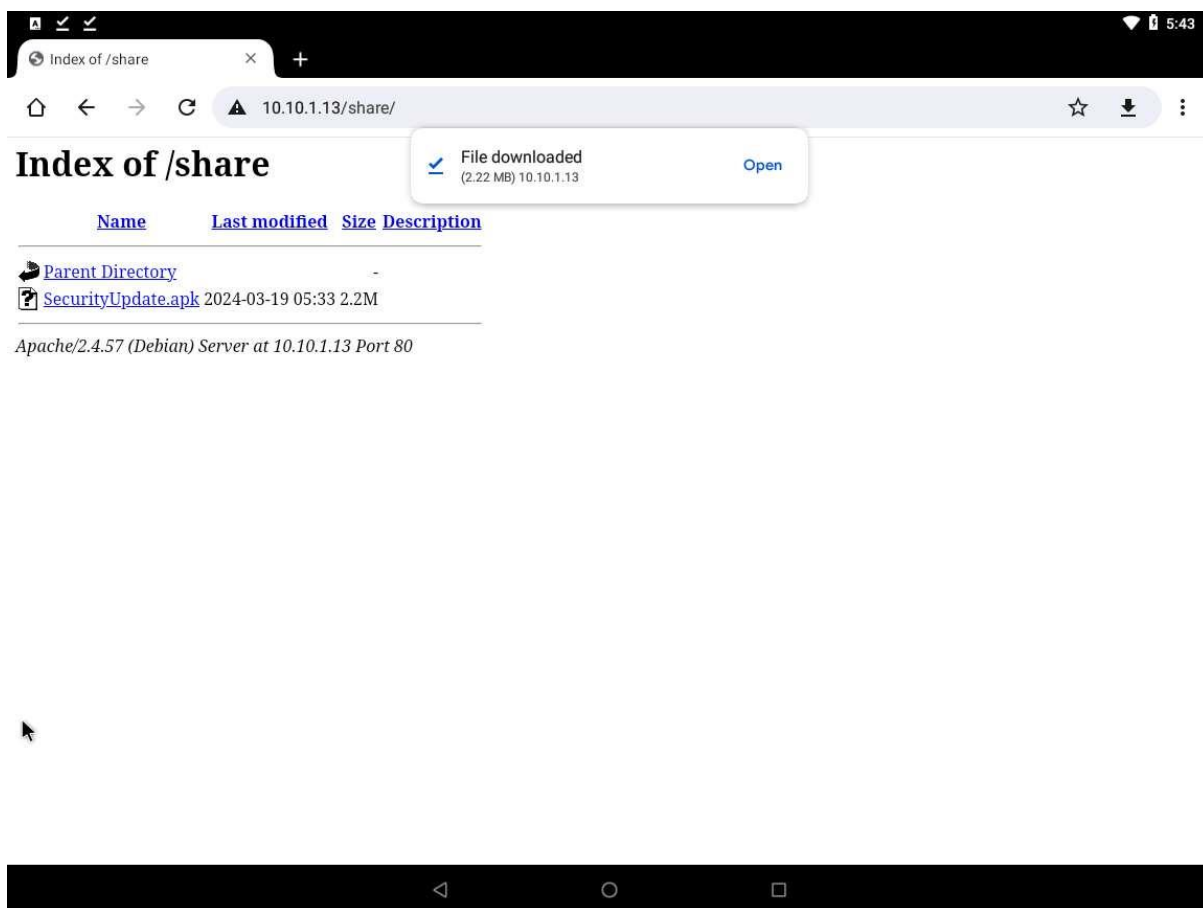 5:43
Index of /share
10.10.1.13/share/
Index of /share
File downloaded
(2.22 MB) 10.10.1.13
Open
Name Last modified Size Description
Parent Directory -
SecurityUpdate.apk 2024-03-19 05:33 2.2M
Apache/2.4.57 (Debian) Server at 10.10.1.13 Port 80